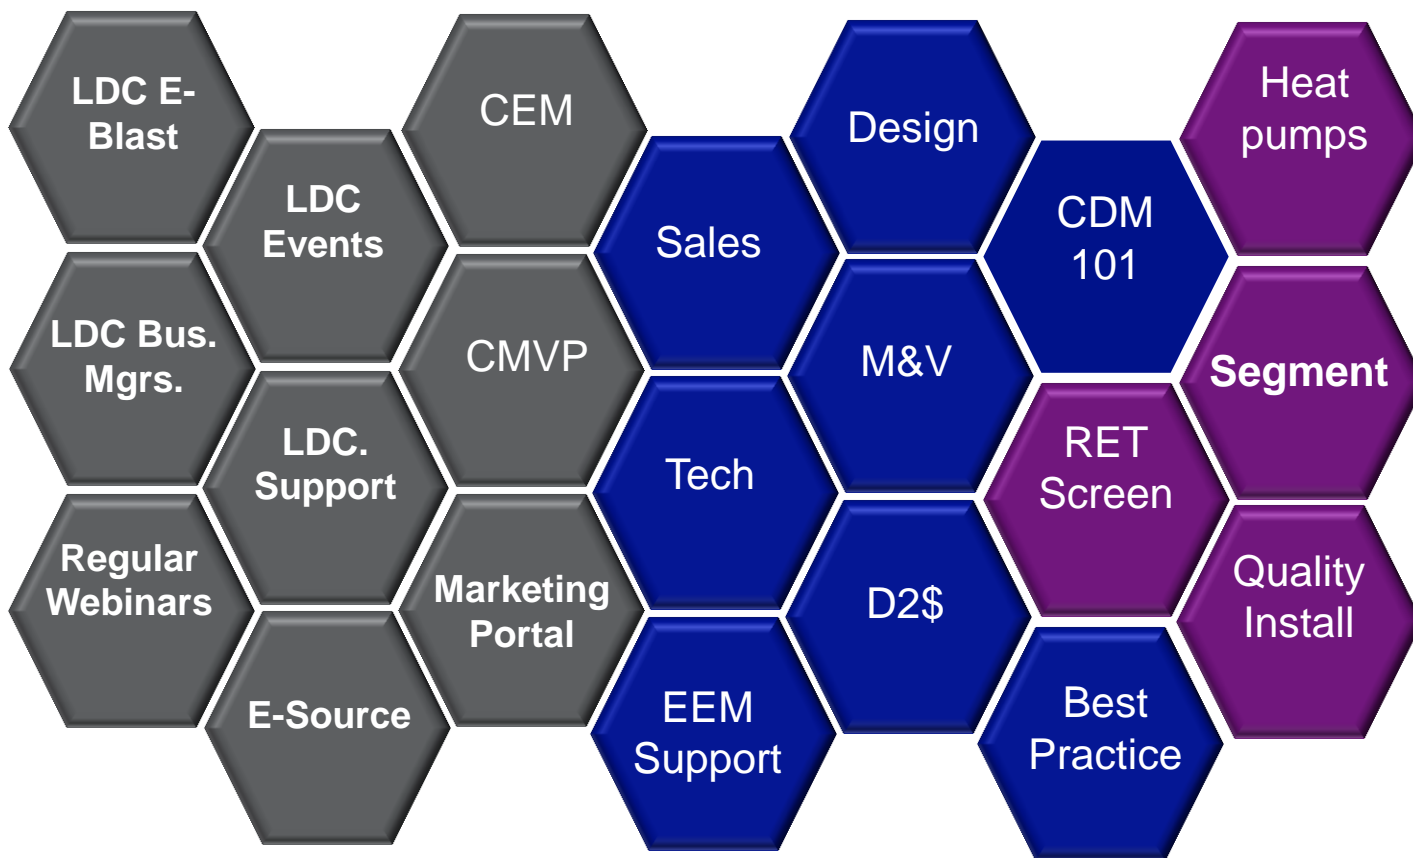 LDC E-
Blast
LDC Bus.
Mgrs.
Regular
Webinars
LDC
Events
LDC.
Support
E-Source
CEM
CMVP
Marketing
Portal
Sales
Tech
EEM
Support
Design
M&V
D2$
CDM
101
RET
Screen
Best
Practice
Heat
pumps
Segment
Quality
Install